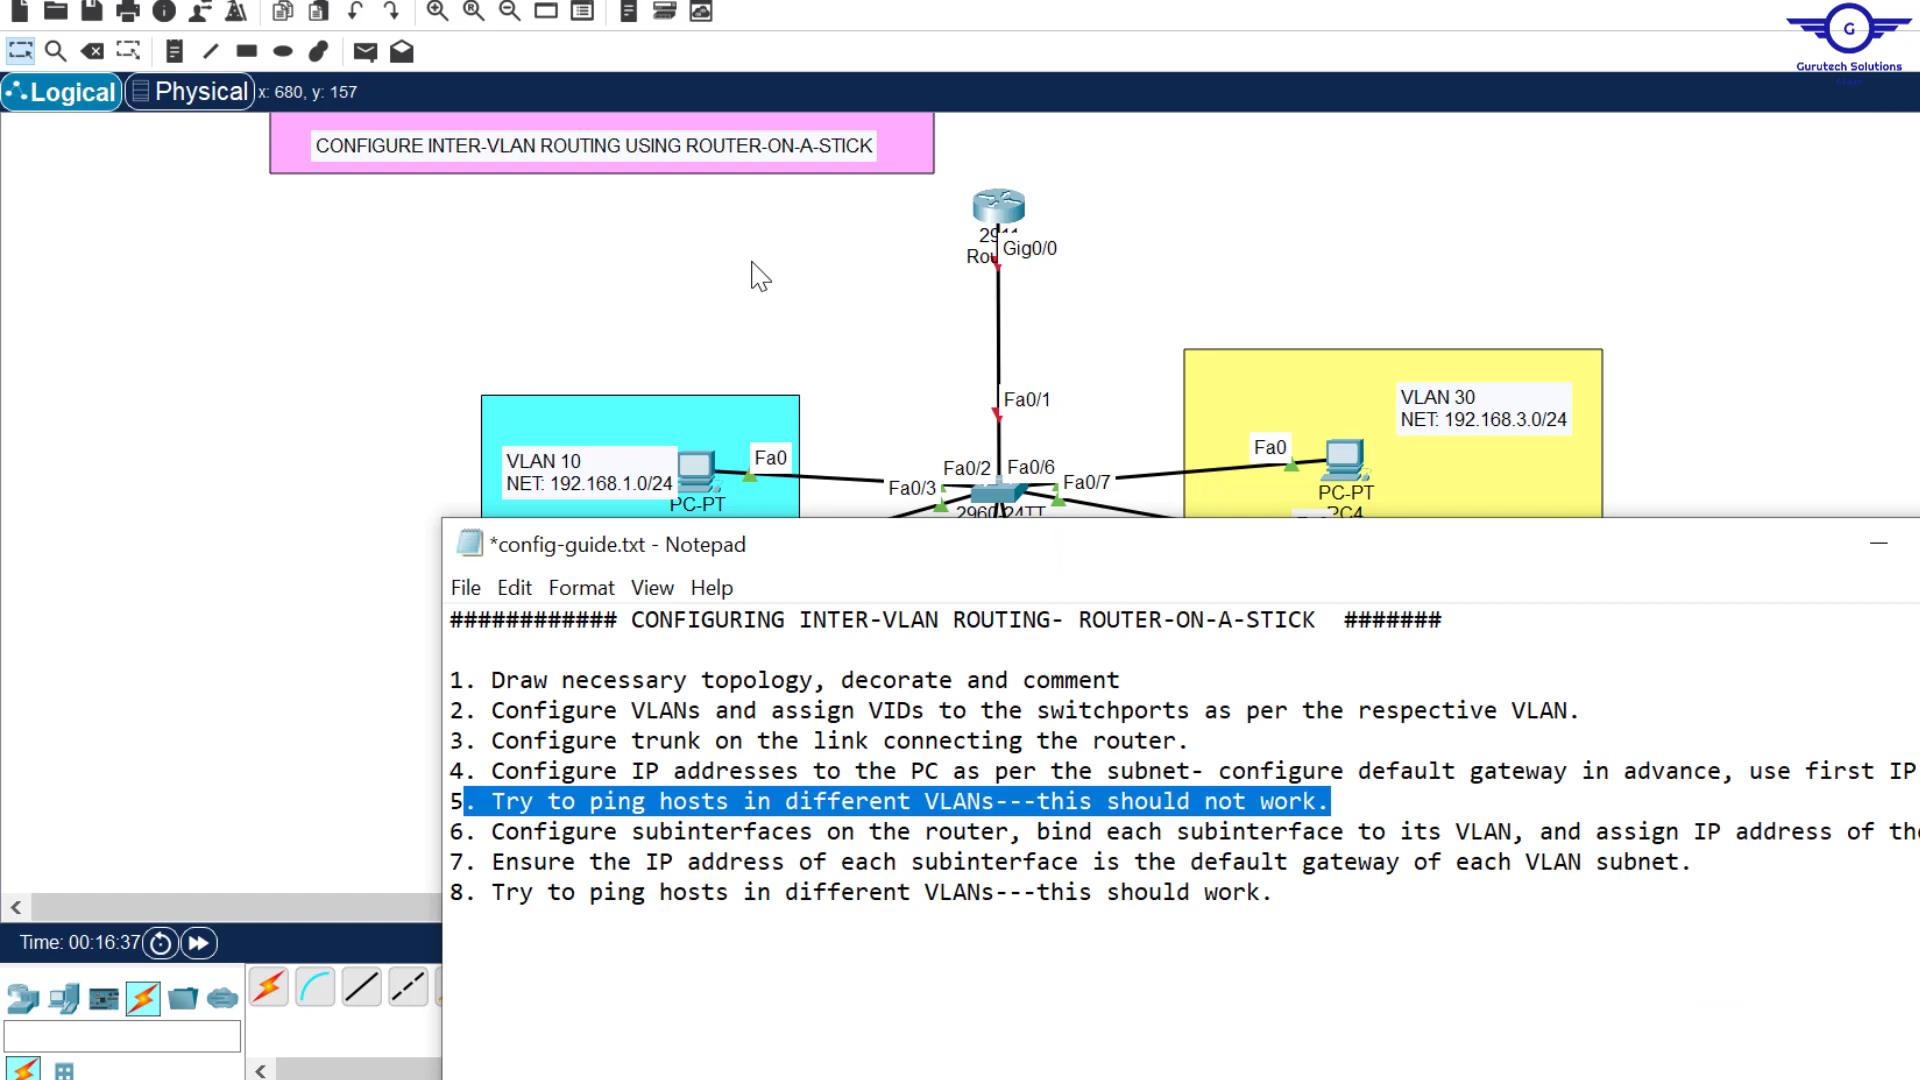 G
Gurutech Solutions
Logical
Physical
x: 680, y: 157
CONFIGURE INTER-VLAN ROUTING USING ROUTER-ON-A-STICK
Gig0/0
Fa0/1
VLAN 30
NET: 192.168.3.0/24
VLAN 10
NET: 192.168.1.0/24
Fa0
PC-PT
Fa0/2
Fa0/6
Fa0/3
Fa0/7
2960-24TT
Fa0
PC-PT
PC4
*config-guide.txt - Notepad
File Edit Format View Help
############ CONFIGURING INTER-VLAN ROUTING- ROUTER-ON-A-STICK #######
1. Draw necessary topology, decorate and comment
2. Configure VLANs and assign VIDs to the switchports as per the respective VLAN.
3. Configure trunk on the link connecting the router.
4. Configure IP addresses to the PC as per the subnet- configure default gateway in advance, use first IP
5. Try to ping hosts in different VLANs---this should not work.
6. Configure subinterfaces on the router, bind each subinterface to its VLAN, and assign IP address of the
7. Ensure the IP address of each subinterface is the default gateway of each VLAN subnet.
8. Try to ping hosts in different VLANs---this should work.
Time: 00:16:37